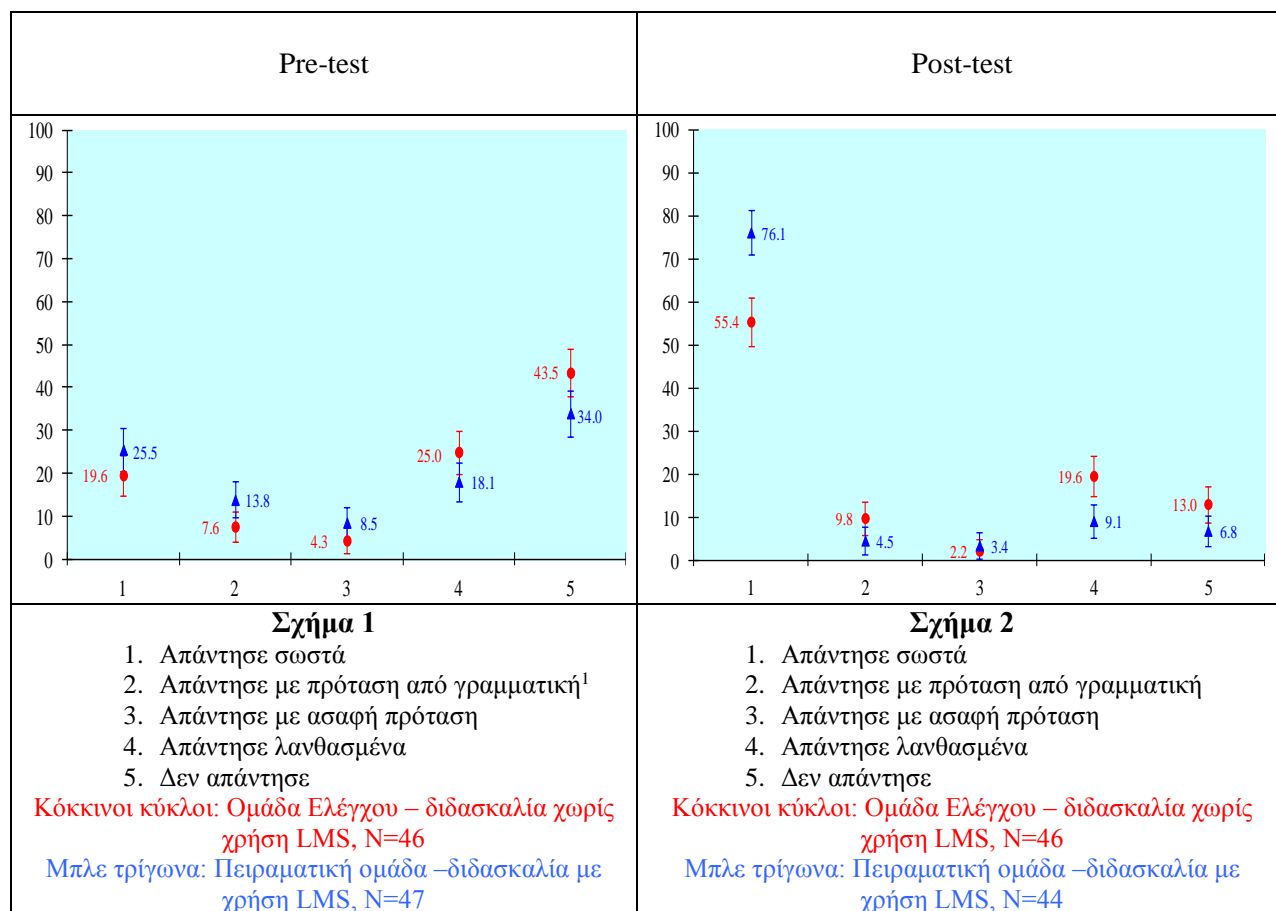 Pre-test
Post-test
100
90
80
70
60
50
40
30
20
10
0
19.6
25.5
7.6
13.8
4.3
8.5
25.0
18.1
43.5
34.0
1
2
3
4
5
100
90
80
70
60
50
40
30
20
10
0
76.1
55.4
9.8
4.5
2.2
3.4
19.6
9.1
13.0
6.8
1
2
3
4
5
Σχήμα 1
1. Απάντησε σωστά
2. Απάντησε με πρόταση από γραμματική¹
3. Απάντησε με ασαφή πρόταση
4. Απάντησε λανθασμένα
5. Δεν απάντησε
Κόκκινοι κύκλοι: Ομάδα Ελέγχου – διδασκαλία χωρίς
χρήση LMS, N=46
Μπλε τρίγωνα: Πειραματική ομάδα –διδασκαλία με
χρήση LMS, N=47
Σχήμα 2
1. Απάντησε σωστά
2. Απάντησε με πρόταση από γραμματική
3. Απάντησε με ασαφή πρόταση
4. Απάντησε λανθασμένα
5. Δεν απάντησε
Κόκκινοι κύκλοι: Ομάδα Ελέγχου – διδασκαλία χωρίς
χρήση LMS, N=46
Μπλε τρίγωνα: Πειραματική ομάδα –διδασκαλία με
χρήση LMS, N=44